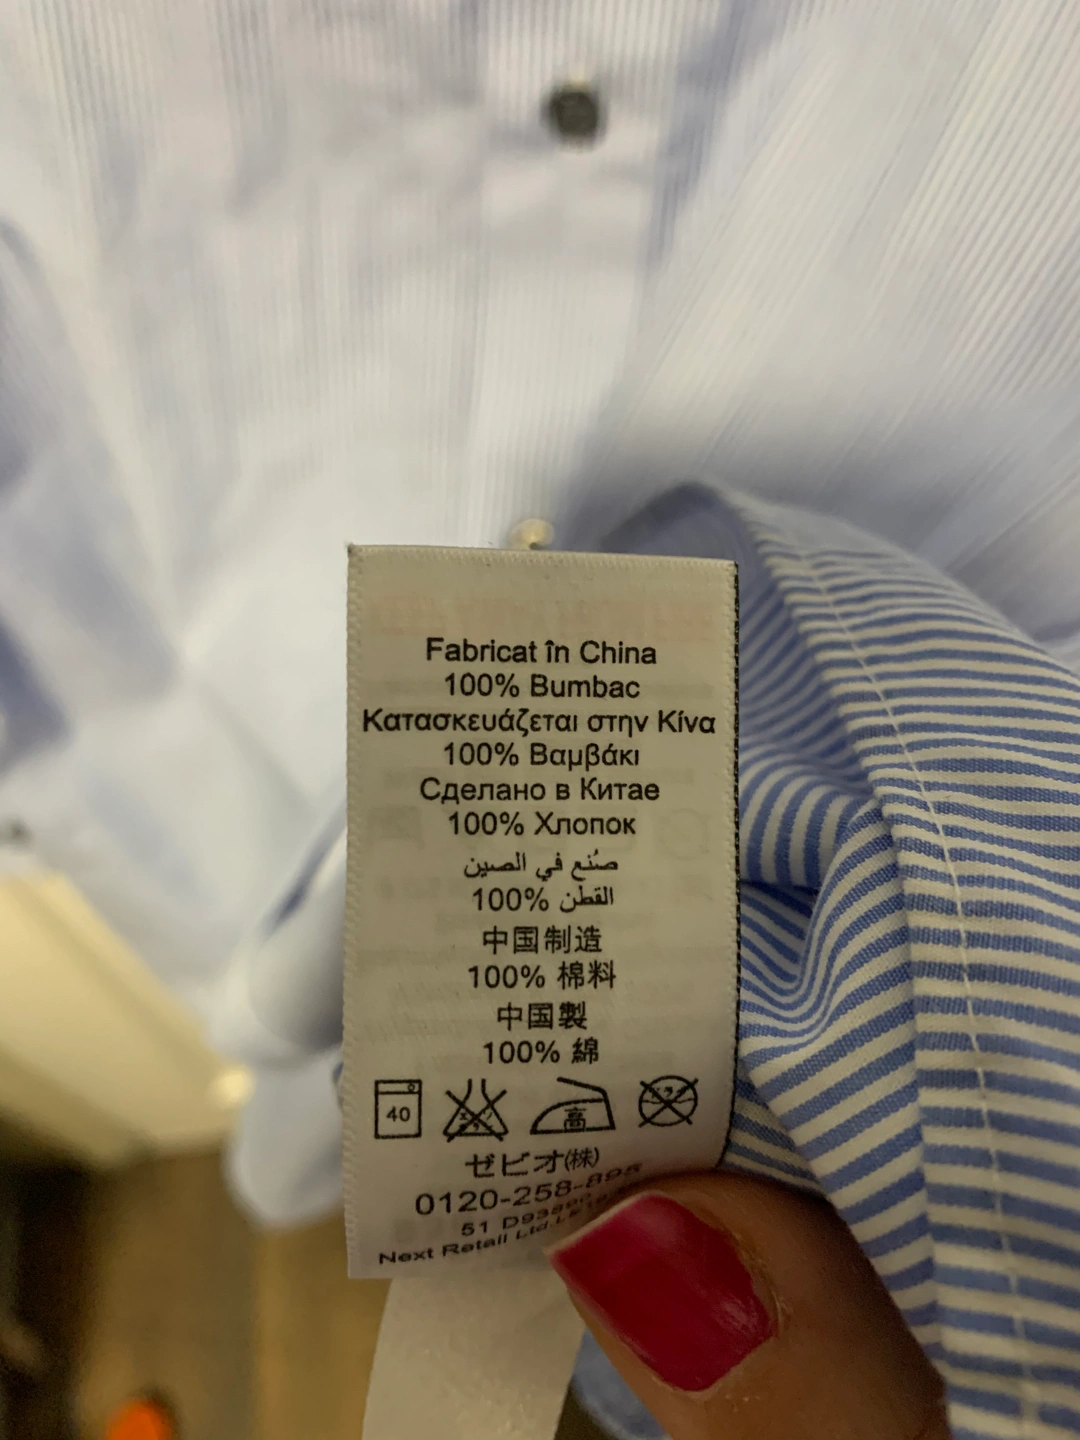 Fabricat în China
100% Bumbac
Κατασκευάζεται στην Κίνα
100% Βαμβάκι
Сделано в Китае
100% Хлопок
صُنع في الصين
100% القطن
中国制造
100% 棉料
中国製
100% 綿
40
高
ゼビオ㈱
0120-258-895
51
Next Retail Ltd.